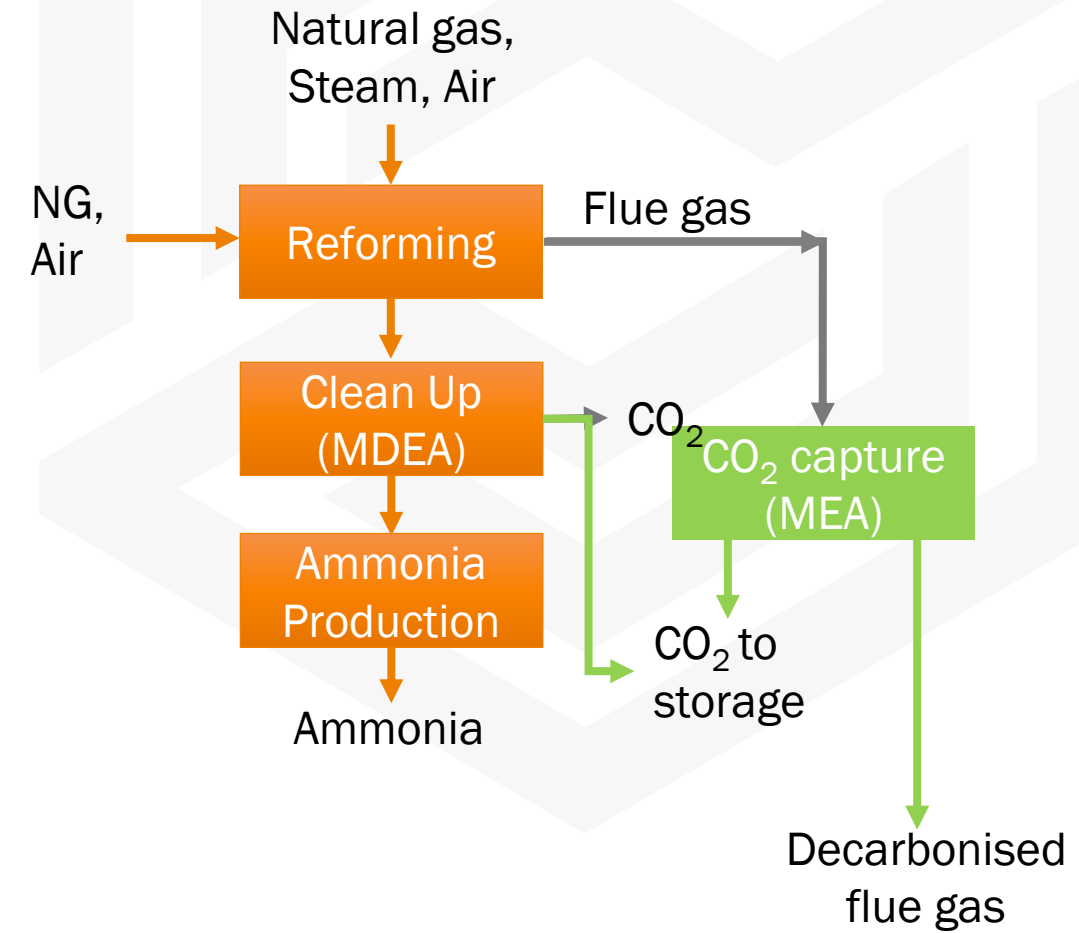 Natural gas,
Steam, Air
NG,
Air
Reforming
Flue gas
Clean Up
(MDEA)
CO₂
CO₂ capture
(MEA)
Ammonia
Production
CO₂ to
storage
Ammonia
Decarbonised
flue gas